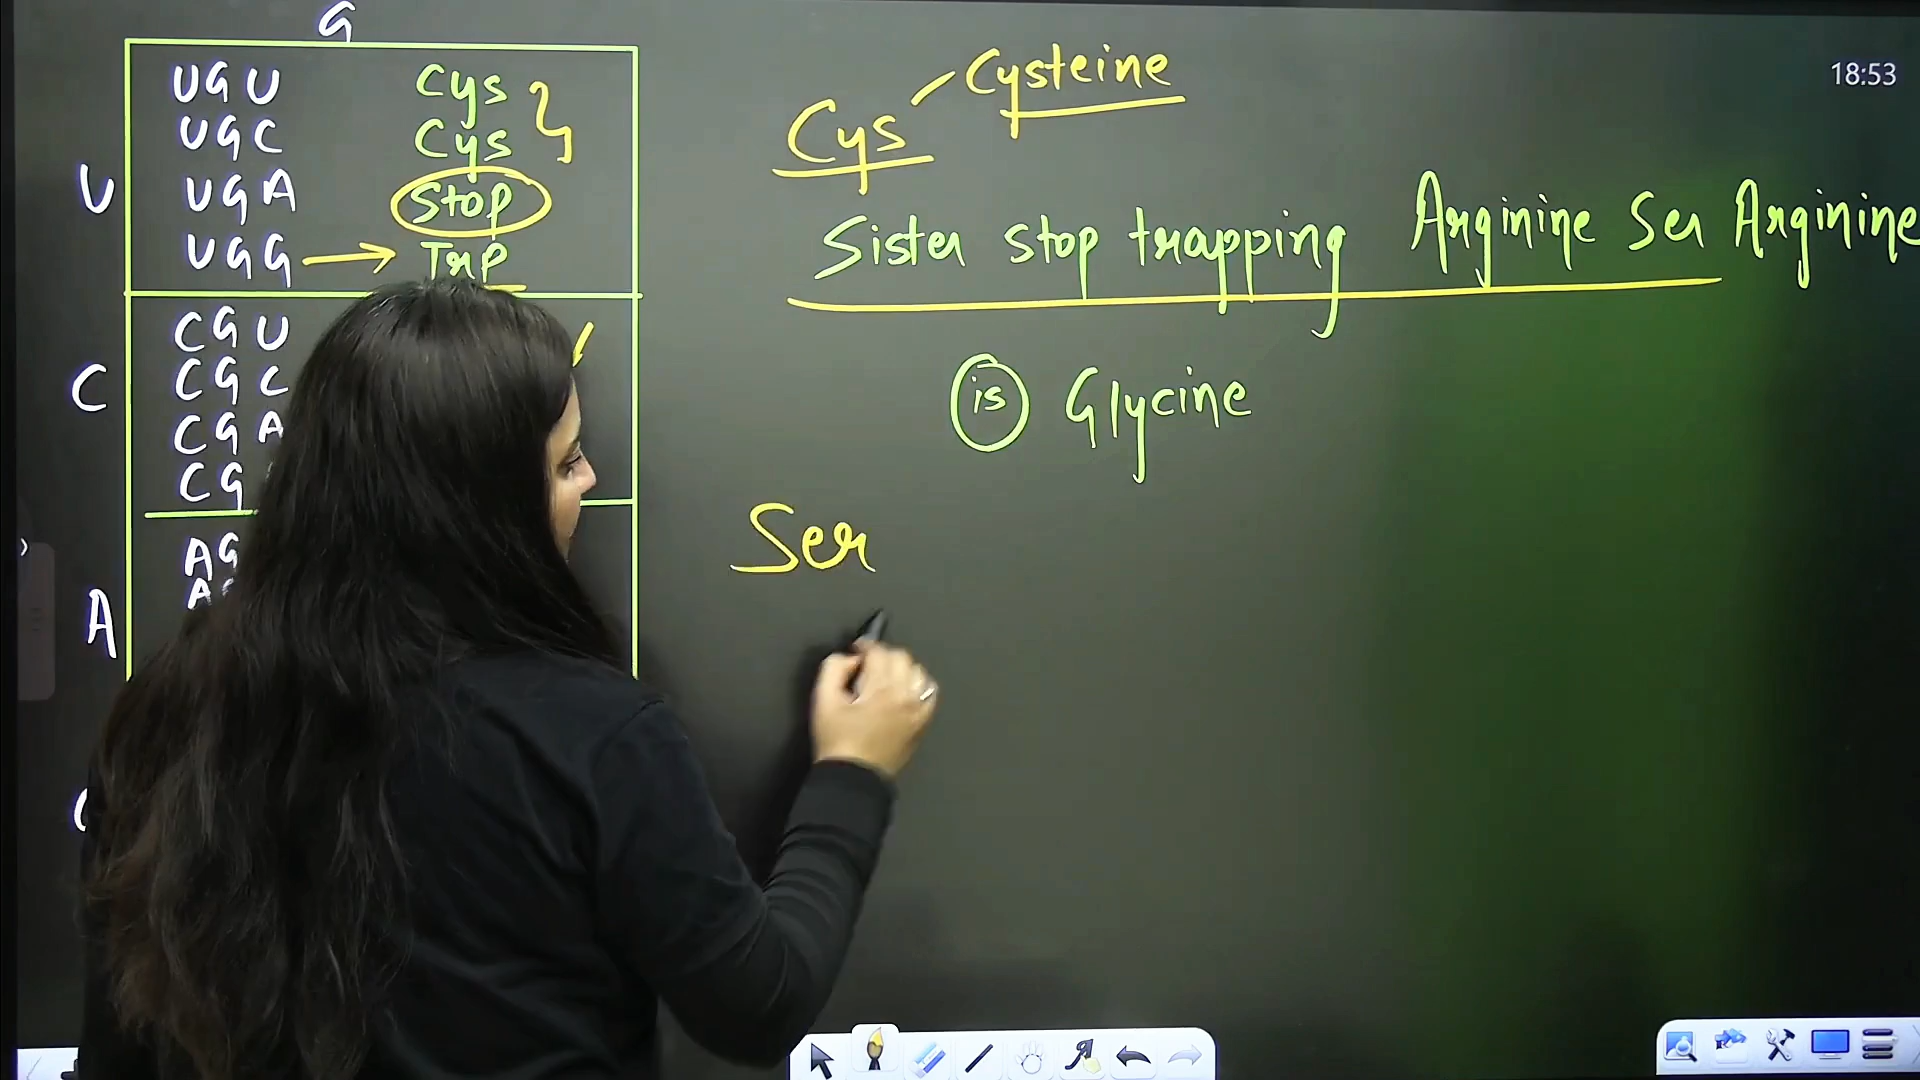 G
UGU Cys
UGC Cys
U UGA Stop
UGG → Trp
CGU
C CGC
CGA
CG
AG
A
Cys Cysteine
Sister stop trapping Arginine Ser Arginine
is Glycine
Ser
18:53